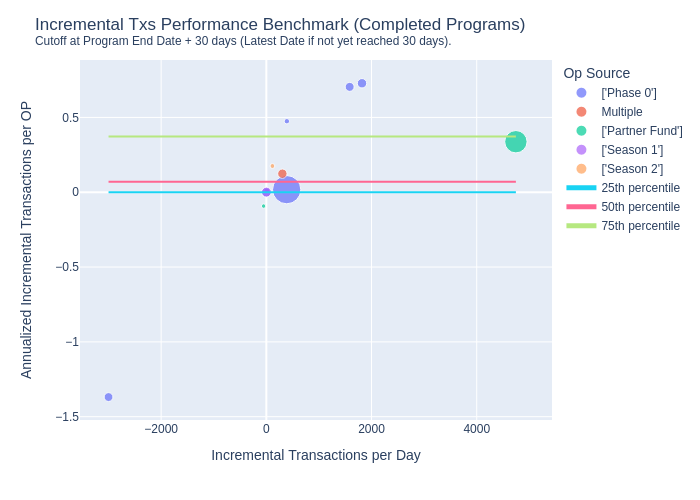 Incremental Txs Performance Benchmark (Completed Programs)
Cutoff at Program End Date + 30 days (Latest Date if not yet reached 30 days).
Op Source
['Phase 0']
Multiple
['Partner Fund']
['Season 1']
['Season 2']
25th percentile
50th percentile
75th percentile
Annualized Incremental Transactions per OP
0.5
0
−0.5
−1
−1.5
−2000
0
2000
4000
Incremental Transactions per Day